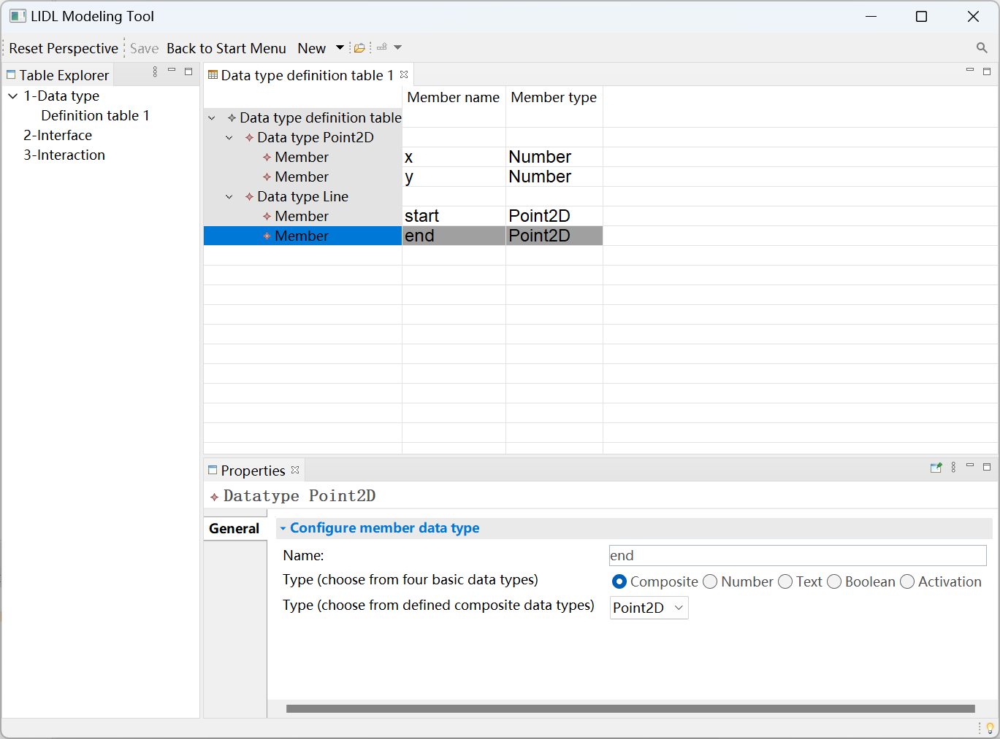 LIDL Modeling Tool
Reset Perspective Save Back to Start Menu New
Table Explorer
1-Data type
Definition table 1
2-Interface
3-Interaction
Data type definition table 1
Member name Member type
Data type definition table
Data type Point2D
Member x Number
Member y Number
Data type Line
Member start Point2D
Member end Point2D
Properties
Datatype Point2D
General
Configure member data type
Name: end
Type (choose from four basic data types) Composite Number Text Boolean Activation
Type (choose from defined composite data types) Point2D